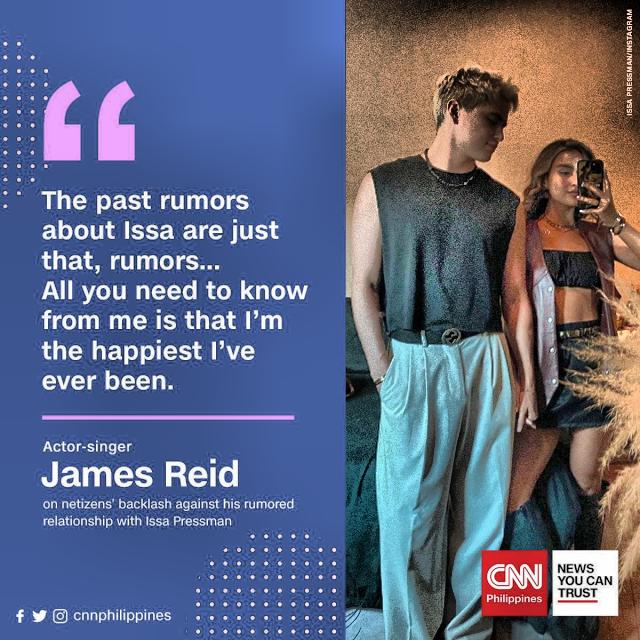 ISSA PRESSMAN/INSTAGRAM
The past rumors
about Issa are just
that, rumors...
All you need to know
from me is that I'm
the happiest I've
ever been.
Actor-singer
James Reid
on netizens' backlash against his rumored
relationship with Issa Pressman
cnnphilippines
CNN
Philippines
NEWS
YOU CAN
TRUST